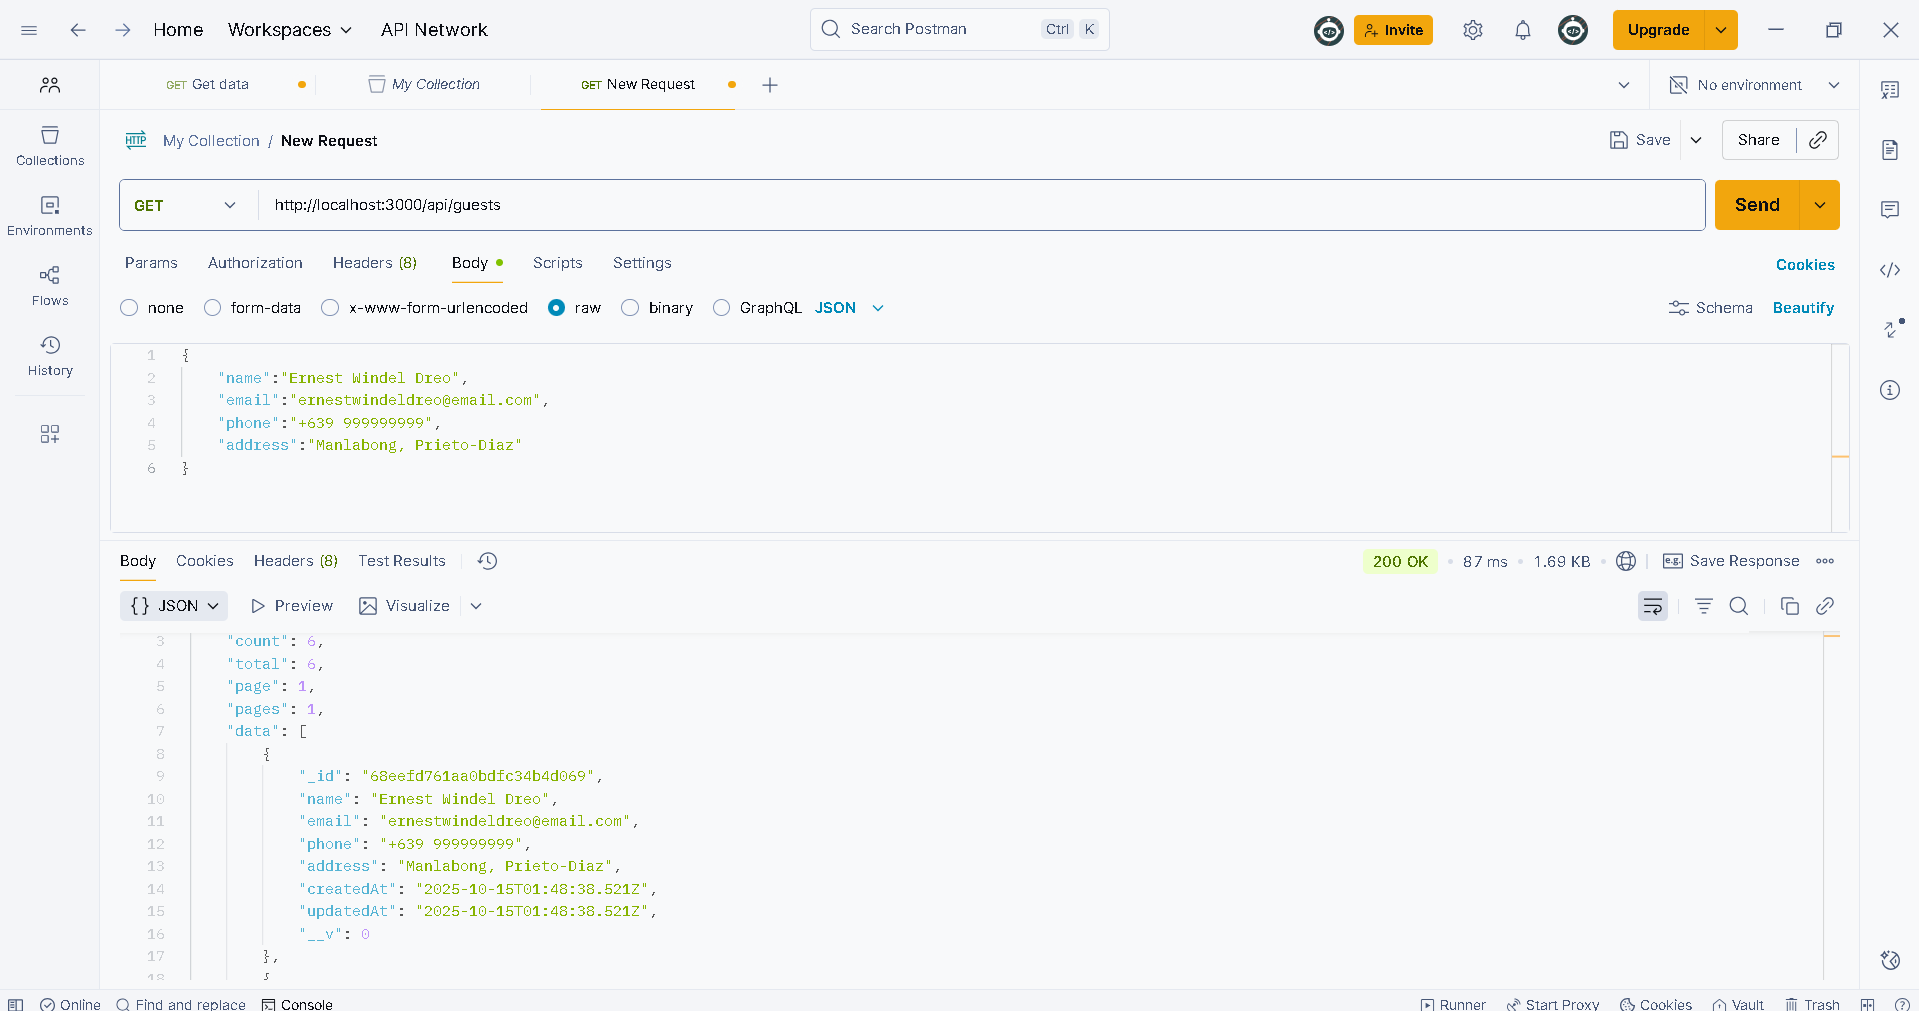 Home Workspaces API Network Search Postman Ctrl K Invite Upgrade
GET Get data My Collection GET New Request No environment
HTTP My Collection / New Request Save Share
Collections
GET http://localhost:3000/api/guests Send
Environments
Params Authorization Headers (8) Body Scripts Settings Cookies
Flows
none form-data x-www-form-urlencoded raw binary GraphQL JSON Schema Beautify
History
1 {
2 "name":"Ernest Windel Dreo",
3 "email":"ernestwindeldreo@email.com",
4 "phone":"+639 999999999",
5 "address":"Manlabong, Prieto-Diaz"
6 }
Body Cookies Headers (8) Test Results 200 OK • 87 ms • 1.69 KB • e.g. Save Response
{} JSON Preview Visualize
3 "count": 6,
4 "total": 6,
5 "page": 1,
6 "pages": 1,
7 "data": [
8 {
9 "_id": "68eefd761aa0bdfc34b4d069",
10 "name": "Ernest Windel Dreo",
11 "email": "ernestwindeldreo@email.com",
12 "phone": "+639 999999999",
13 "address": "Manlabong, Prieto-Diaz",
14 "createdAt": "2025-10-15T01:48:38.521Z",
15 "updatedAt": "2025-10-15T01:48:38.521Z",
16 "__v": 0
17 },
18 {
Online Find and replace Console Runner Start Proxy Cookies Vault Trash